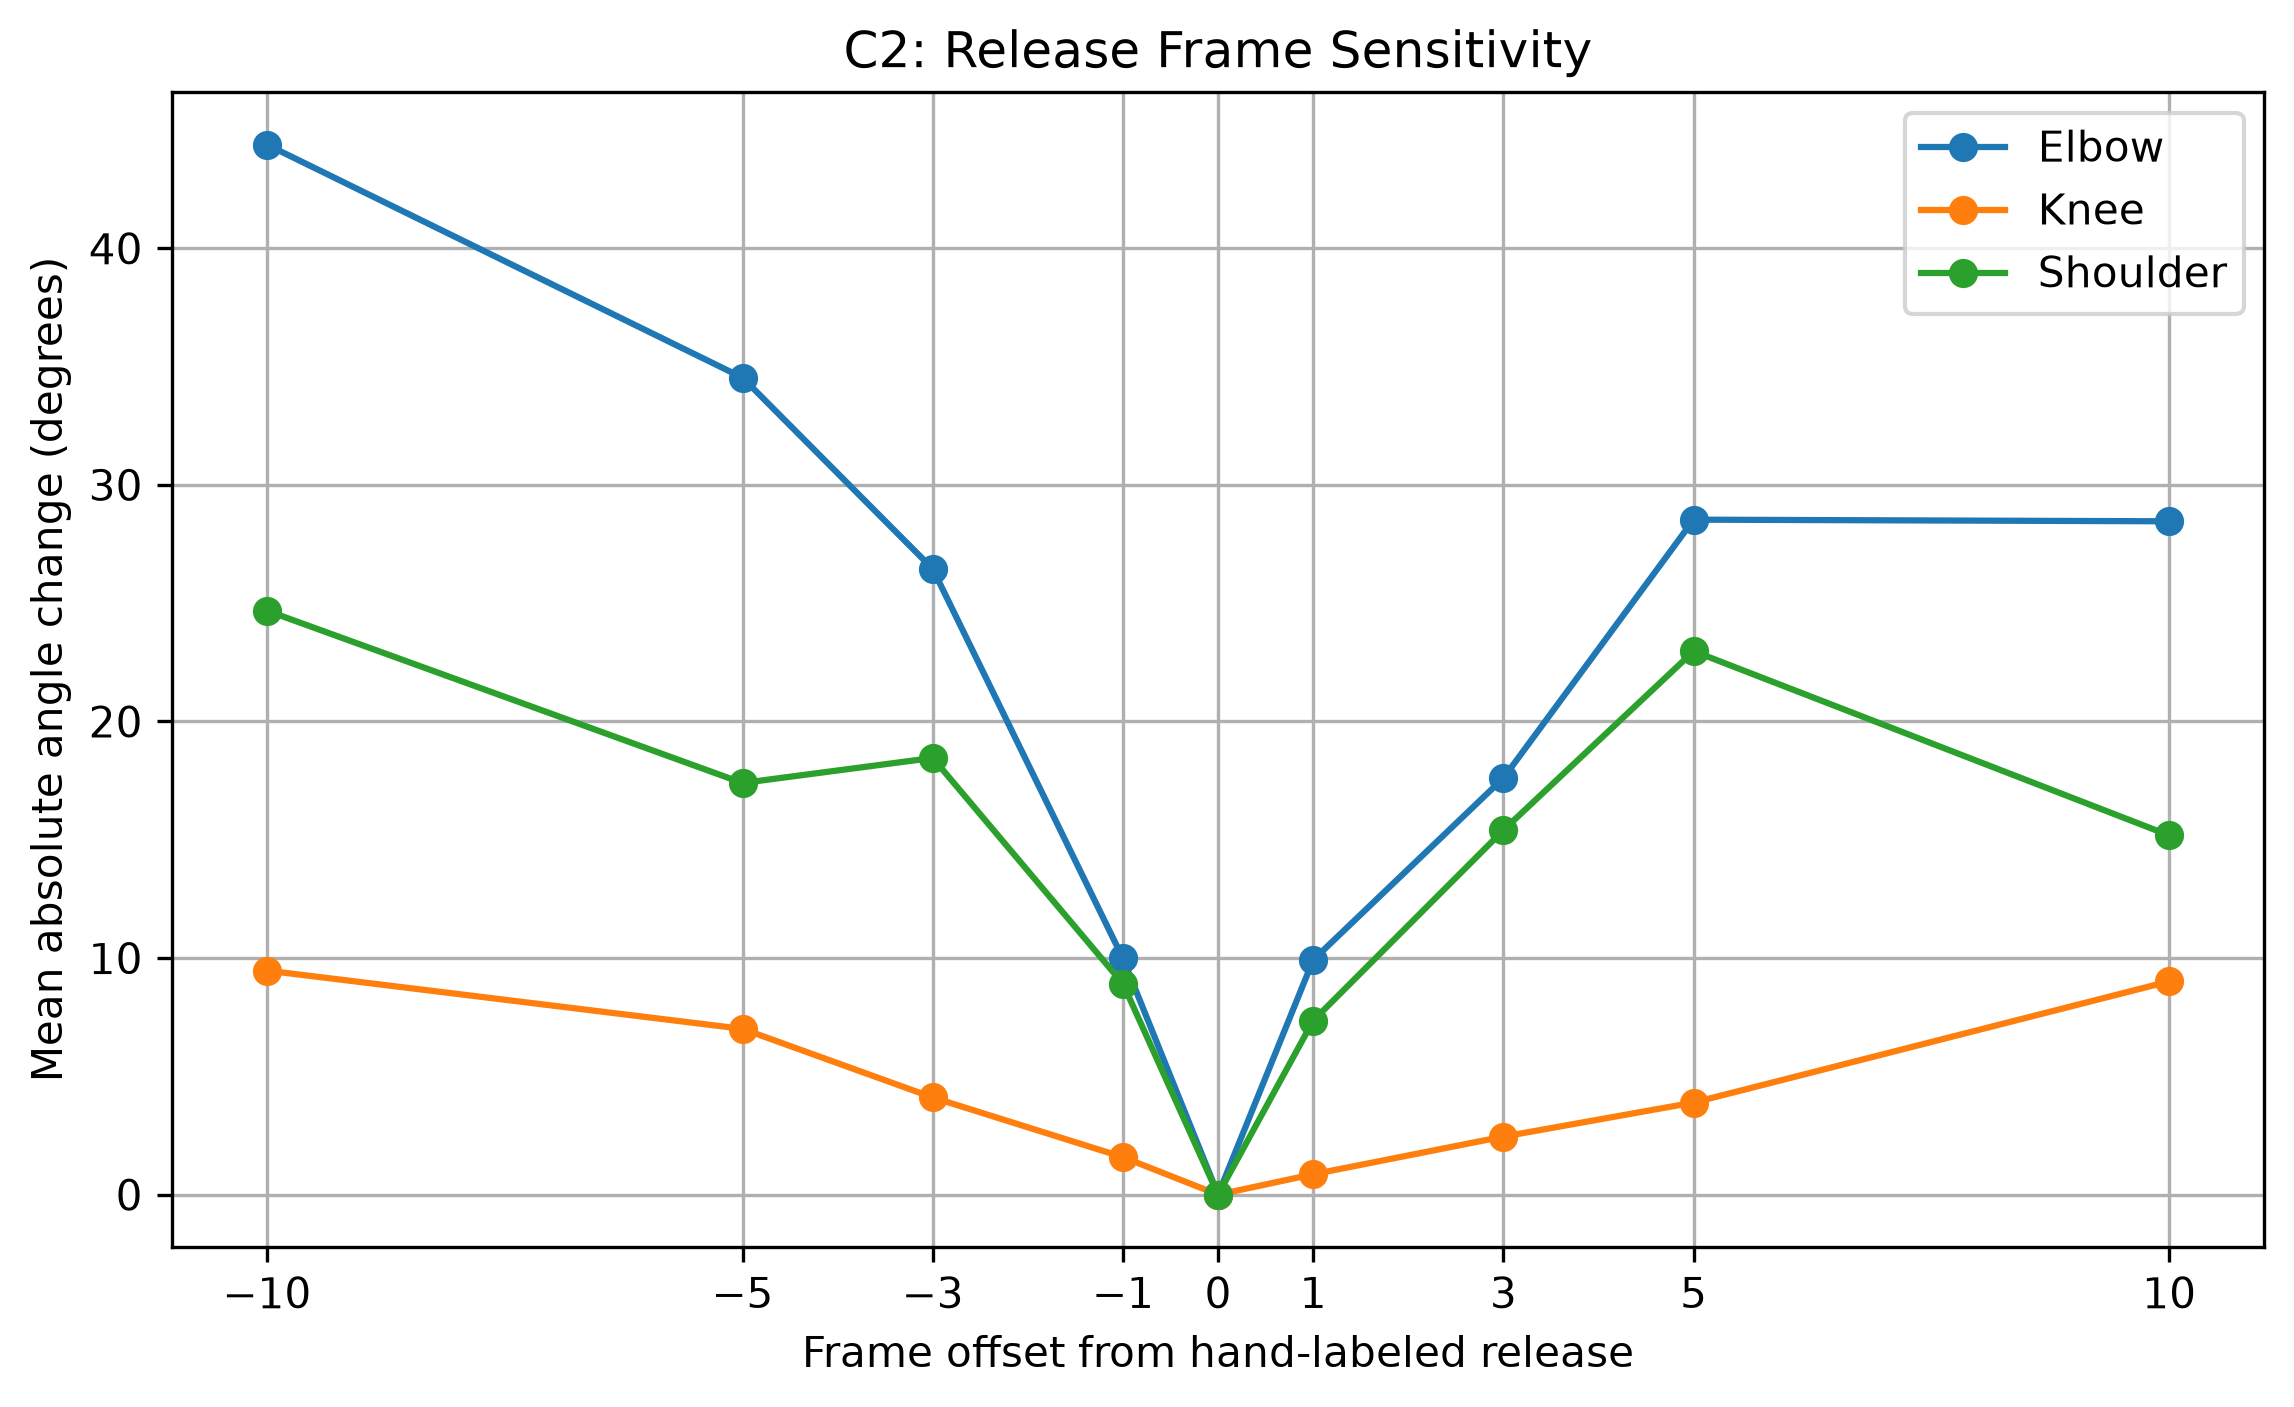 C2: Release Frame Sensitivity
Elbow
Knee
Shoulder
Mean absolute angle change (degrees)
40
30
20
10
0
−10 −5 −3 −1 0 1 3 5 10
Frame offset from hand-labeled release